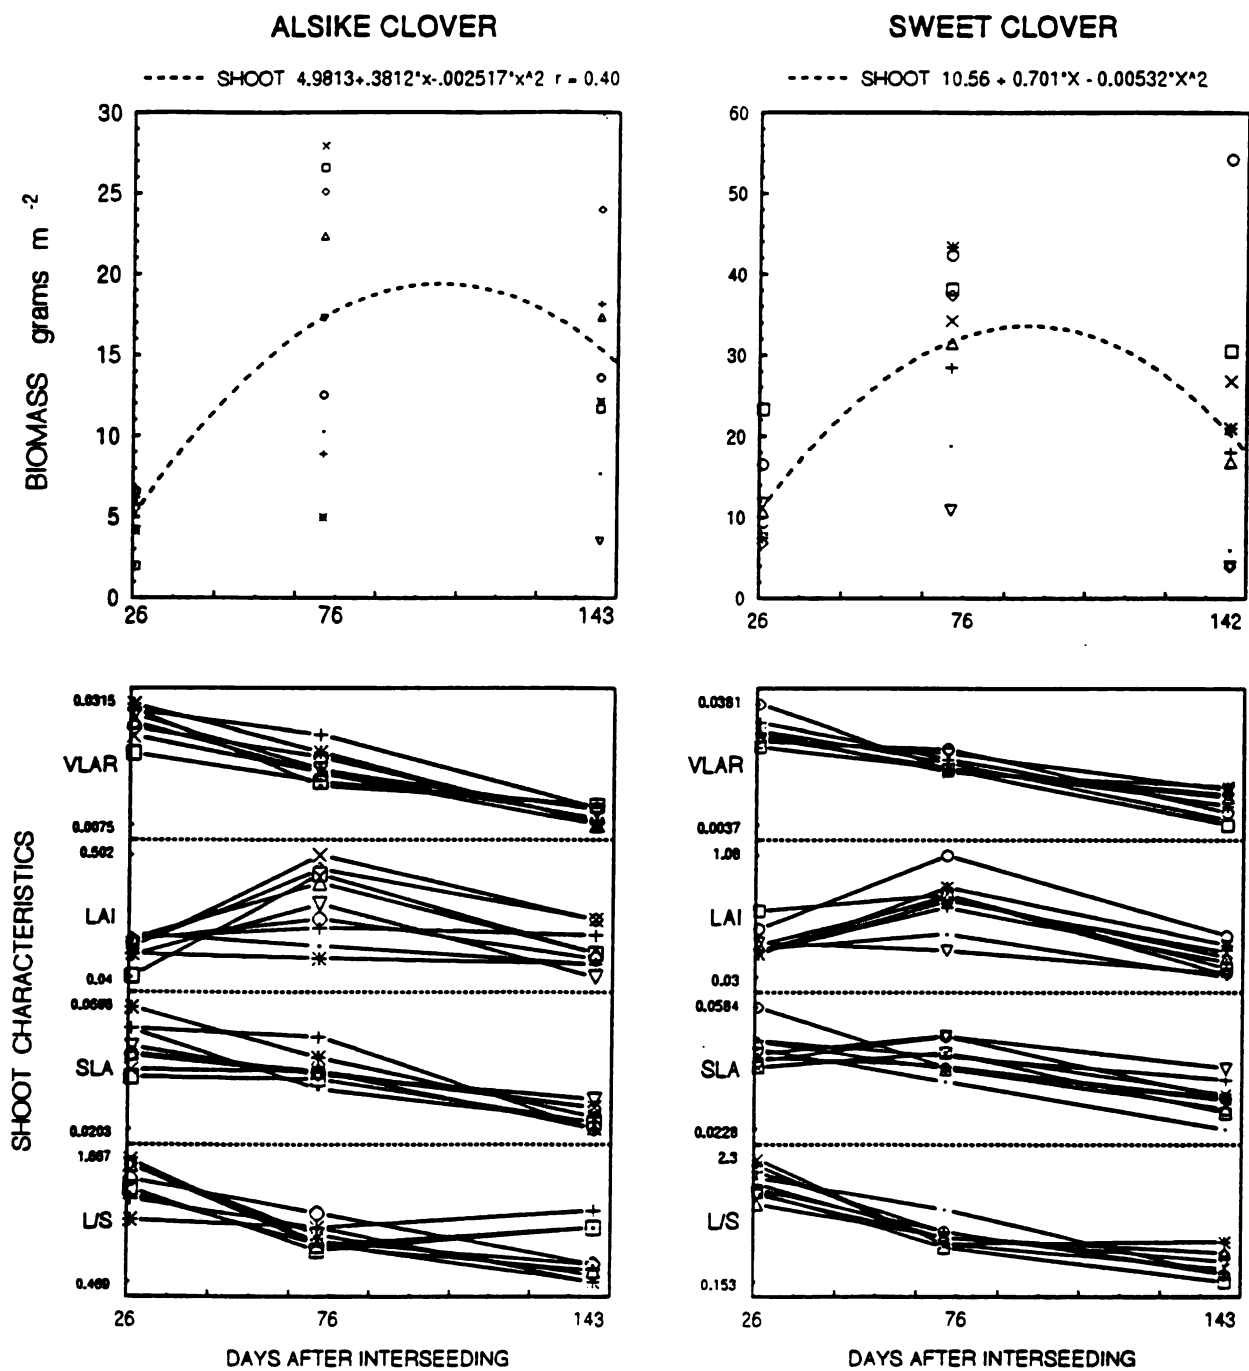 ALSIKE CLOVER
SWEET CLOVER
SHOOT 4.9813+.3812*x-.002517*x^2 r = 0.40
SHOOT 10.56 + 0.701*X - 0.00532*X^2
BIOMASS grams m -2
30
25
20
15
10
5
0
26
76
143
60
50
40
30
20
10
0
26
76
142
SHOOT CHARACTERISTICS
0.0315
VLAR
0.0075
0.502
LAI
0.04
SLA
0.0203
1.667
L/S
0.469
26
76
143
DAYS AFTER INTERSEEDING
0.0381
VLAR
0.0037
1.08
LAI
0.03
0.0584
SLA
0.0228
2.3
L/S
0.153
26
76
143
DAYS AFTER INTERSEEDING